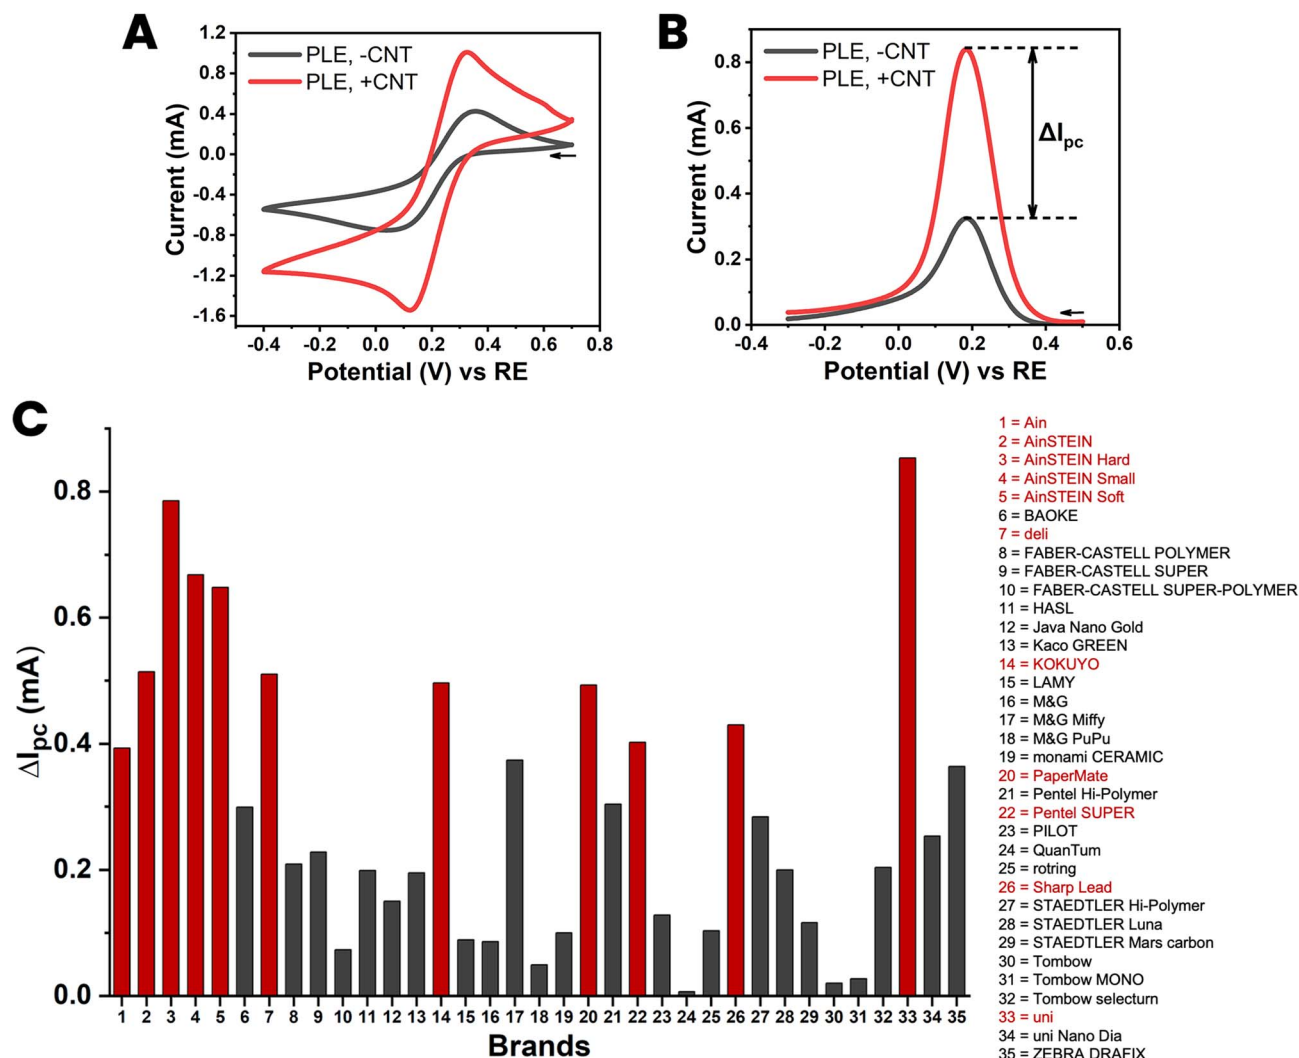 A
PLE, -CNT
PLE, +CNT
1.2
0.8
0.4
0.0
-0.4
-0.8
-1.2
-1.6
Current (mA)
-0.4 -0.2 0.0 0.2 0.4 0.6 0.8
Potential (V) vs RE
B
PLE, -CNT
PLE, +CNT
ΔIpc
0.8
0.6
0.4
0.2
0.0
Current (mA)
-0.4 -0.2 0.0 0.2 0.4 0.6
Potential (V) vs RE
C
0.8
0.6
0.4
0.2
0.0
ΔIpc (mA)
1 2 3 4 5 6 7 8 9 10 11 12 13 14 15 16 17 18 19 20 21 22 23 24 25 26 27 28 29 30 31 32 33 34 35
Brands
1 = Ain
2 = AinSTEIN
3 = AinSTEIN Hard
4 = AinSTEIN Small
5 = AinSTEIN Soft
6 = BAOKE
7 = deli
8 = FABER-CASTELL POLYMER
9 = FABER-CASTELL SUPER
10 = FABER-CASTELL SUPER-POLYMER
11 = HASL
12 = Java Nano Gold
13 = Kaco GREEN
14 = KOKUYO
15 = LAMY
16 = M&G
17 = M&G Miffy
18 = M&G PuPu
19 = monami CERAMIC
20 = PaperMate
21 = Pentel Hi-Polymer
22 = Pentel SUPER
23 = PILOT
24 = QuanTum
25 = rotring
26 = Sharp Lead
27 = STAEDTLER Hi-Polymer
28 = STAEDTLER Luna
29 = STAEDTLER Mars carbon
30 = Tombow
31 = Tombow MONO
32 = Tombow selecturn
33 = uni
34 = uni Nano Dia
35 = ZEBRA DRAFIX